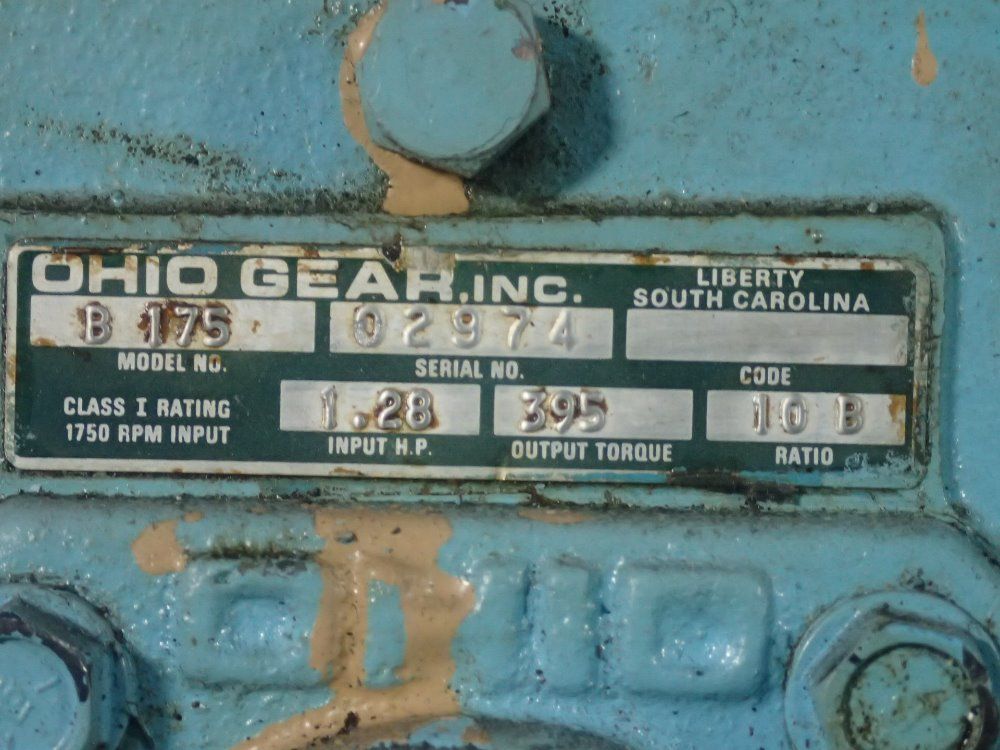 OHIO GEAR, INC.
LIBERTY
SOUTH CAROLINA
B 175
02974
MODEL NO.
SERIAL NO.
CODE
CLASS I RATING
1750 RPM INPUT
1.28
395
10 B
INPUT H.P.
OUTPUT TORQUE
RATIO